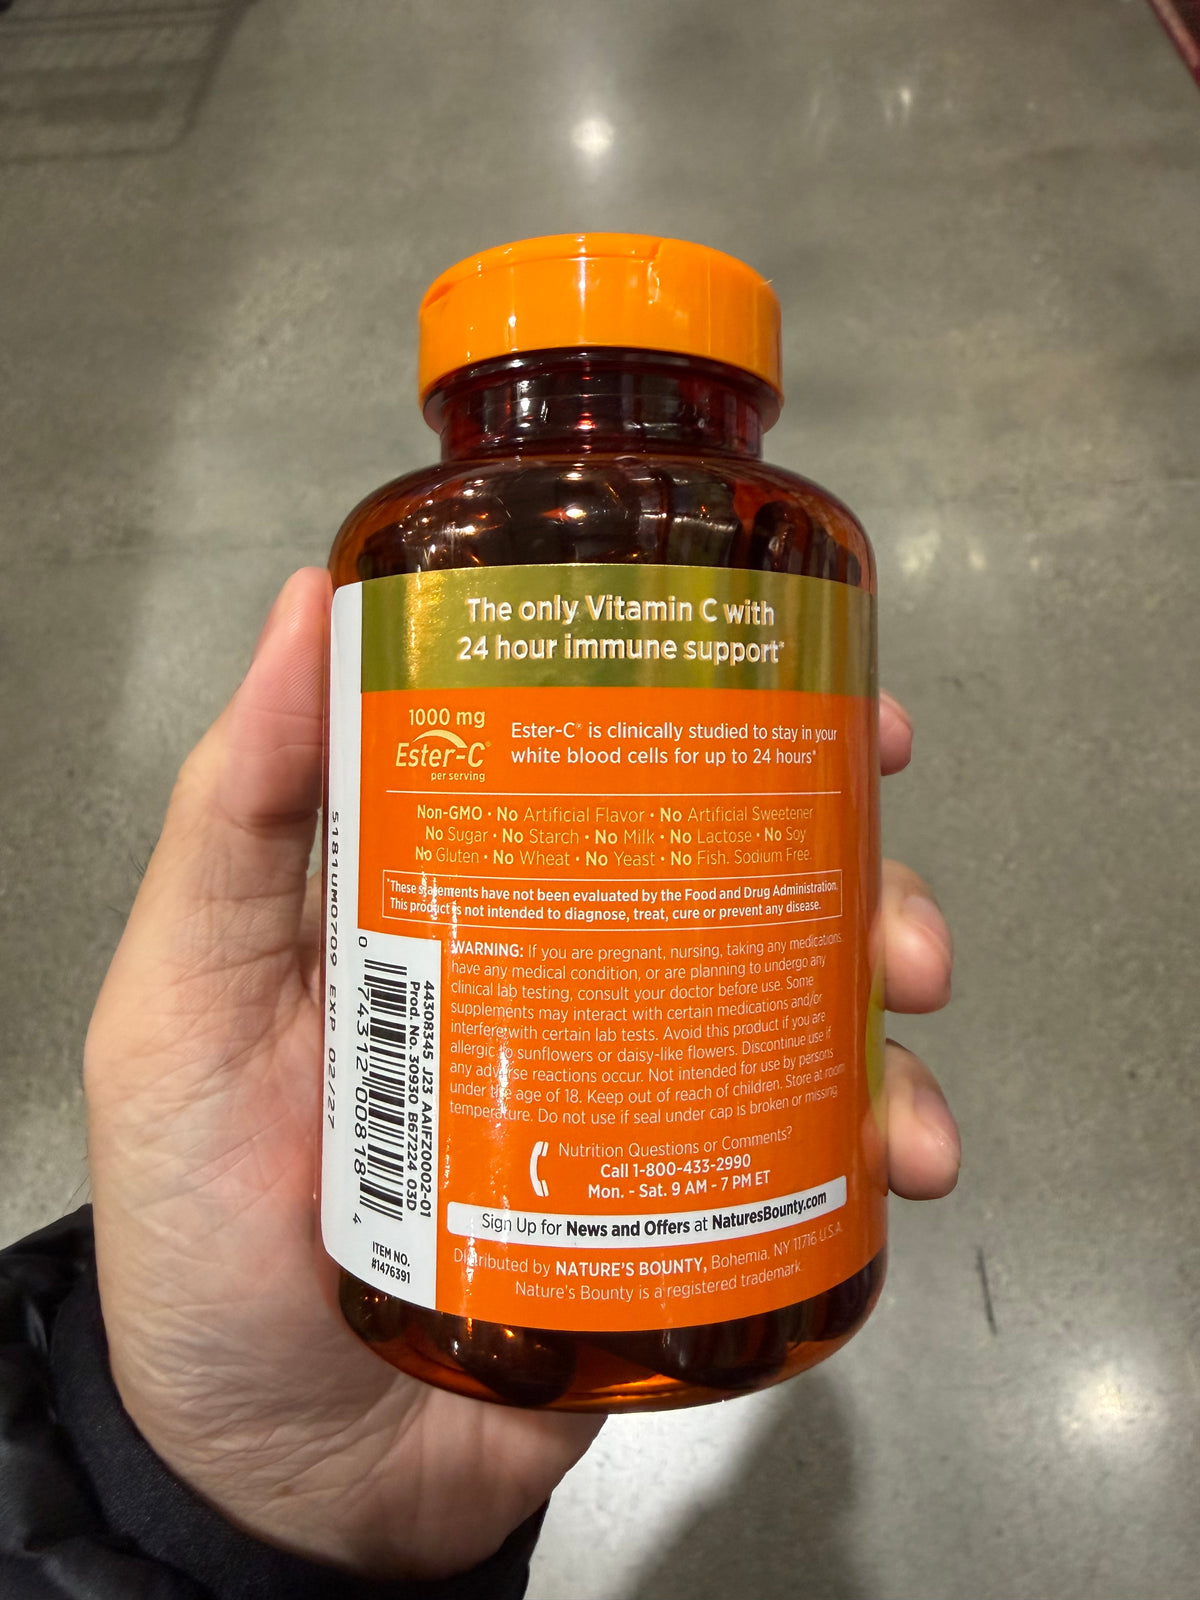 The only Vitamin C with
24 hour immune support*
1000 mg
Ester-C®
per serving
Ester-C® is clinically studied to stay in your
white blood cells for up to 24 hours*
Non-GMO • No Artificial Flavor • No Artificial Sweetener
No Sugar • No Starch • No Milk • No Lactose • No Soy
No Gluten • No Wheat • No Yeast • No Fish. Sodium Free.
*These statements have not been evaluated by the Food and Drug Administration.
This product is not intended to diagnose, treat, cure or prevent any disease.
WARNING: If you are pregnant, nursing, taking any medications,
have any medical condition, or are planning to undergo any
clinical lab testing, consult your doctor before use. Some
supplements may interact with certain medications and/or
interfere with certain lab tests. Avoid this product if you are
allergic to sunflowers or daisy-like flowers. Discontinue use if
any adverse reactions occur. Not intended for use by persons
under the age of 18. Keep out of reach of children. Store at room
temperature. Do not use if seal under cap is broken or missing.
Nutrition Questions or Comments?
Call 1-800-433-2990
Mon. - Sat. 9 AM - 7 PM ET
Sign Up for News and Offers at NaturesBounty.com
Distributed by NATURE'S BOUNTY, Bohemia, NY 11716 U.S.A.
Nature's Bounty is a registered trademark.
44308345 J23 AAIFZ0002-01
Prod. No. 30930 B67224 03D
0 74312 00818 4
ITEM NO.
#1476391
5181UM0709 EXP 02/27